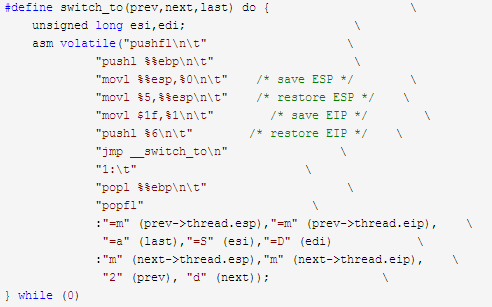 #define switch_to(prev,next,last) do { \
unsigned long esi,edi; \
asm volatile("pushfl\n\t" \
"pushl %%ebp\n\t" \
"movl %%esp,%0\n\t" /* save ESP */ \
"movl %5,%%esp\n\t" /* restore ESP */ \
"movl $1f,%1\n\t" /* save EIP */ \
"pushl %6\n\t" /* restore EIP */ \
"jmp __switch_to\n" \
"1:\t" \
"popl %%ebp\n\t" \
"popfl" \
:"=m" (prev->thread.esp),"=m" (prev->thread.eip), \
"=a" (last),"=S" (esi),"=D" (edi) \
:"m" (next->thread.esp),"m" (next->thread.eip), \
"2" (prev), "d" (next)); \
} while (0)